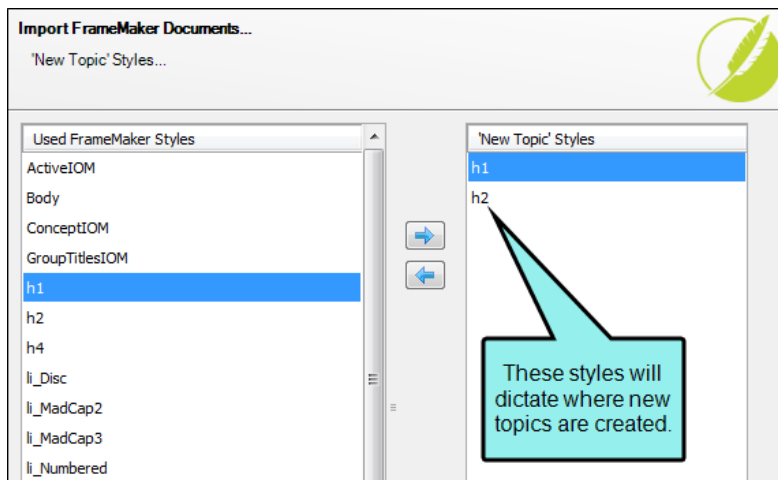 Import FrameMaker Documents...
'New Topic' Styles...
Used FrameMaker Styles
ActiveIOM
Body
ConceptIOM
GroupTitlesIOM
h1
h2
h4
li_Disc
li_MadCap2
li_MadCap3
li_Numbered
'New Topic' Styles
h1
h2
These styles will
dictate where new
topics are created.